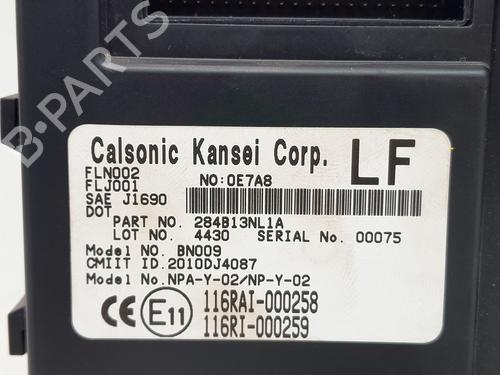 B-PARTS
Calsonic Kansei Corp. LF
FLN002
FLJ001 NO:0E7A8
SAE J1690
DOT
PART NO. 284B13NL1A
LOT NO. 4430 SERIAL NO. 00075
Model No. BN009
CMIIT ID.2010DJ4087
Model No.NPA-Y-02/NP-Y-02
CE E11 116RAI-000258
116RI-000259